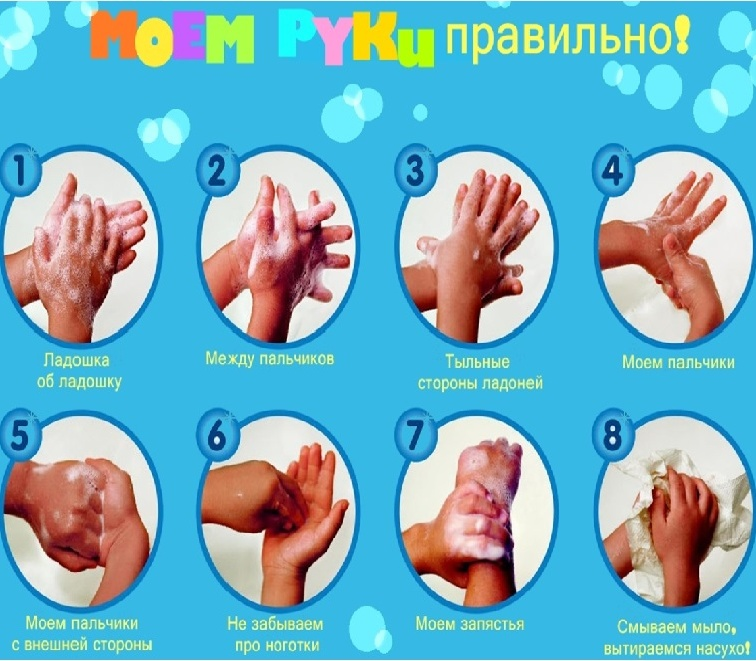 Моем руки правильно!
1
2
3
4
Ладошка
об ладошку
Между пальчиков
Тыльные
стороны ладоней
Моем пальчики
5
6
7
8
Моем пальчики
с внешней стороны
Не забываем
про ноготки
Моем запястья
Смываем мыло,
вытираемся насухо!